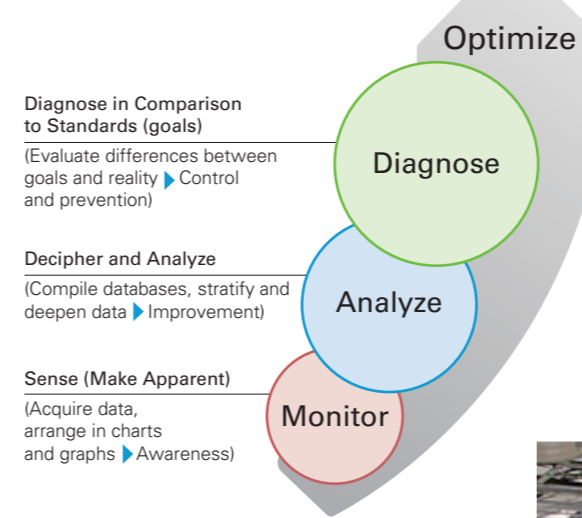 Optimize
Diagnose in Comparison
to Standards (goals)
(Evaluate differences between
goals and reality ▶ Control
and prevention)
Diagnose
Decipher and Analyze
(Compile databases, stratify and
deepen data ▶ Improvement)
Analyze
Sense (Make Apparent)
(Acquire data,
arrange in charts
and graphs ▶ Awareness)
Monitor